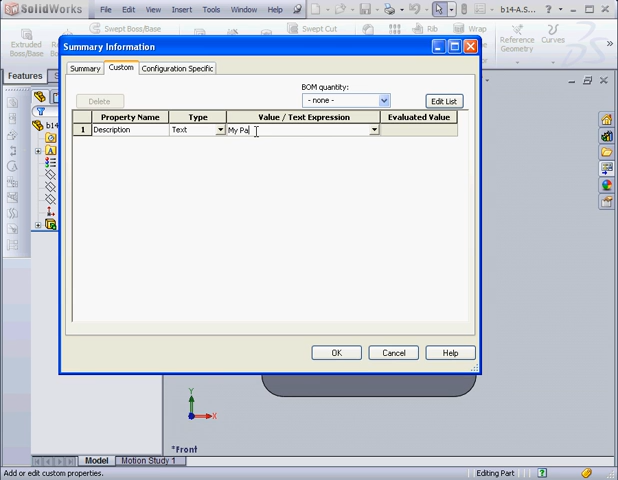 SolidWorks File Edit View Insert Tools Window Help b14-A.S... ?
Swept Boss/Base
Extruded Boss/Base
Swept Cut
Rib
Wrap
Reference Geometry
Curves
Features
Summary Information
Summary Custom Configuration Specific
BOM quantity:
Delete - none - Edit List
Property Name Type Value / Text Expression Evaluated Value
1 Description Text My Pa
b14
OK Cancel Help
Y
X
*Front
Model Motion Study 1
Add or edit custom properties. Editing Part ?